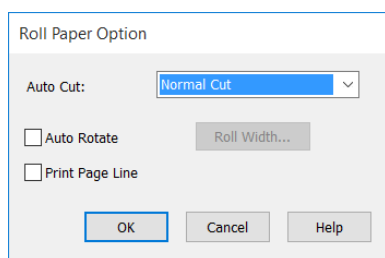 Roll Paper Option
Auto Cut: Normal Cut
Auto Rotate Roll Width...
Print Page Line
OK Cancel Help